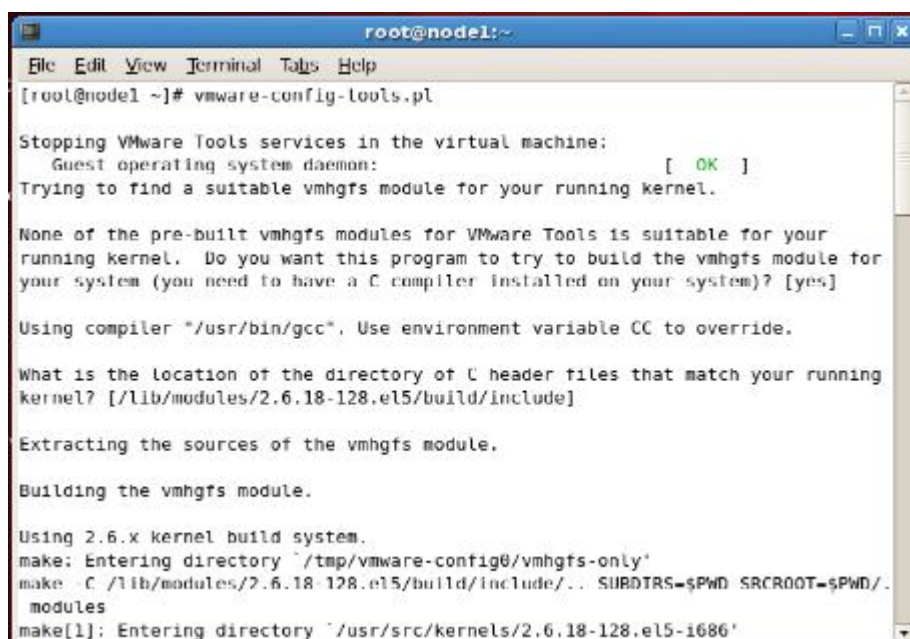 root@node1:~
File Edit View Terminal Tabs Help
[root@node1 ~]# vmware-config-tools.pl
Stopping VMware Tools services in the virtual machine:
Guest operating system daemon: [ OK ]
Trying to find a suitable vmhgfs module for your running kernel.
None of the pre-built vmhgfs modules for VMware Tools is suitable for your
running kernel. Do you want this program to try to build the vmhgfs module for
your system (you need to have a C compiler installed on your system)? [yes]
Using compiler "/usr/bin/gcc". Use environment variable CC to override.
What is the location of the directory of C header files that match your running
kernel? [/lib/modules/2.6.18-128.el5/build/include]
Extracting the sources of the vmhgfs module.
Building the vmhgfs module.
Using 2.6.x kernel build system.
make: Entering directory `/tmp/vmware-config0/vmhgfs-only'
make -C /lib/modules/2.6.18-128.el5/build/include/.. SUBDIRS=$PWD SRCROOT=$PWD/.
modules
make[1]: Entering directory `/usr/src/kernels/2.6.18-128.el5-i686'